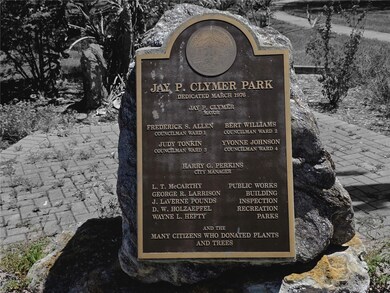 JAY P. CLYMER PARK
DEDICATED MARCH 1976
JAY P. CLYMER
MAYOR
FREDERICK S. ALLEN BERT WILLIAMS
COUNCILMAN WARD 1 COUNCILMAN WARD 2
JUDY TONKIN YVONNE JOHNSON
COUNCILMAN WARD 3 COUNCILMAN WARD 4
HARRY G. PERKINS
CITY MANAGER
L. T. McCARTHY PUBLIC WORKS
GEORGE R. LARRISON BUILDING
J. LAVERNE POUNDS INSPECTION
D. W. HOLZAEPFEL RECREATION
WAYNE L. HEFTY PARKS
AND THE
MANY CITIZENS WHO DONATED PLANTS
AND TREES